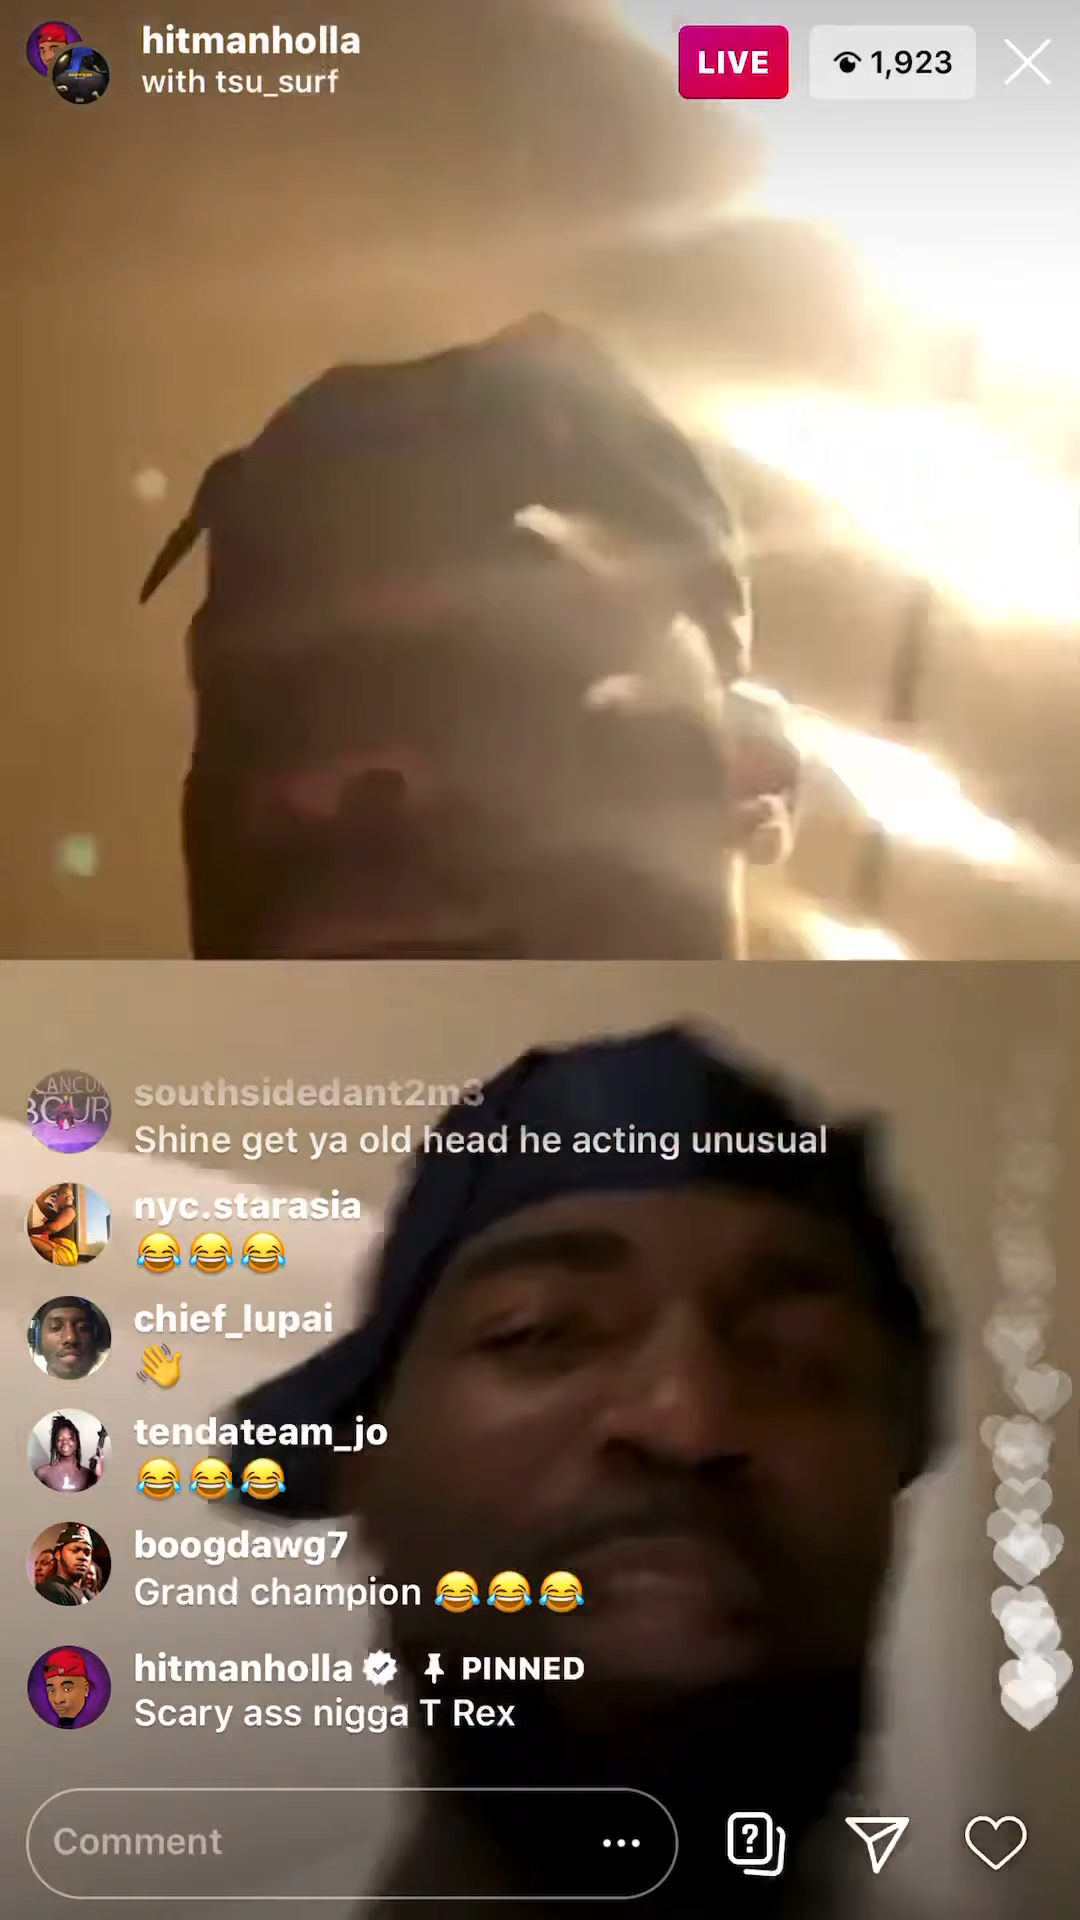 hitmanholla
with tsu_surf
LIVE
1,923
CANCUN
southsidedant2m3
Shine get ya old head he acting unusual
nyc.starasia
😂😂😂
chief_lupai
👋
tendateam_jo
😂😂😂
boogdawg7
Grand champion 😂😂😂
hitmanholla PINNED
Scary ass nigga T Rex
Comment